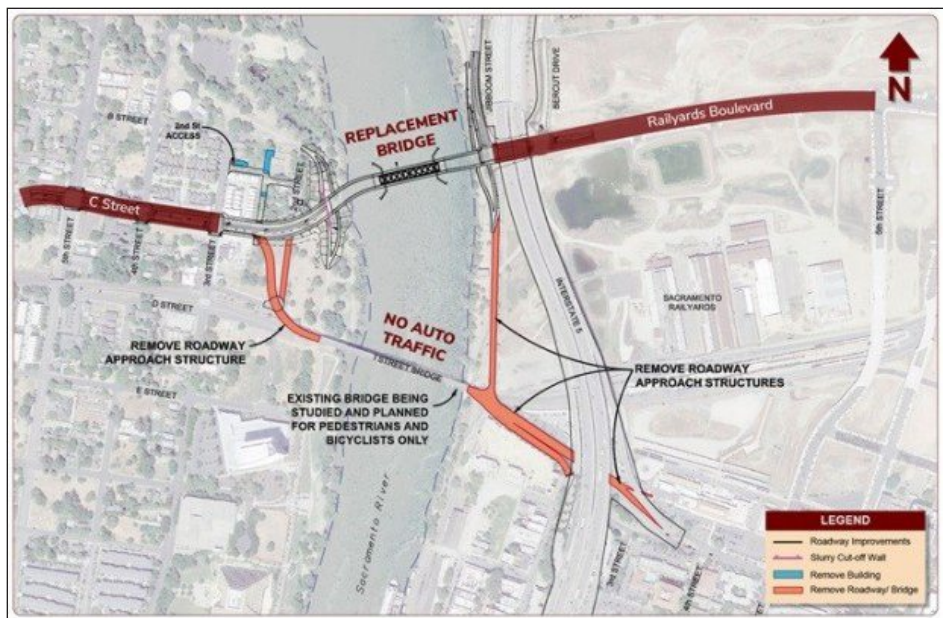 N
JIBBOOM STREET
BERCUT DRIVE
B STREET
2nd St
ACCESS
REPLACEMENT
BRIDGE
Railyards Boulevard
C Street
5th STREET
4th STREET
3rd STREET
5th STREET
INTERSTATE 5
SACRAMENTO
RAILYARDS
D STREET
NO AUTO
TRAFFIC
REMOVE ROADWAY
APPROACH STRUCTURE
I STREET BRIDGE
REMOVE ROADWAY
APPROACH STRUCTURES
E STREET
EXISTING BRIDGE BEING
STUDIED AND PLANNED
FOR PEDESTRIANS AND
BICYCLISTS ONLY
Sacramento River
3rd STREET
4th STREET
LEGEND
Roadway Improvements
Slurry Cut-off Wall
Remove Building
Remove Roadway/ Bridge